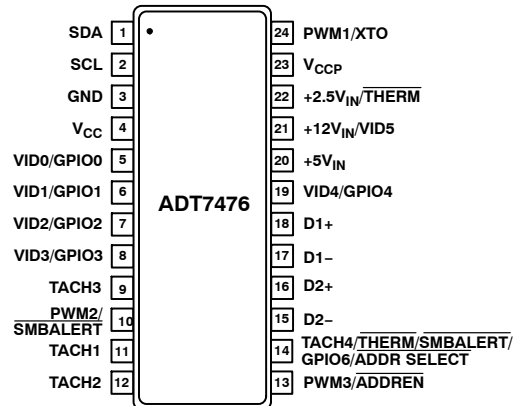 SDA 1
SCL 2
GND 3
VCC 4
VID0/GPIO0 5
VID1/GPIO1 6
VID2/GPIO2 7
VID3/GPIO3 8
TACH3 9
PWM2/
SMBALERT 10
TACH1 11
TACH2 12
ADT7476
24 PWM1/XTO
23 VCCP
22 +2.5VIN/THERM
21 +12VIN/VID5
20 +5VIN
19 VID4/GPIO4
18 D1+
17 D1−
16 D2+
15 D2−
14 TACH4/THERM/SMBALERT/
GPIO6/ADDR SELECT
13 PWM3/ADDREN